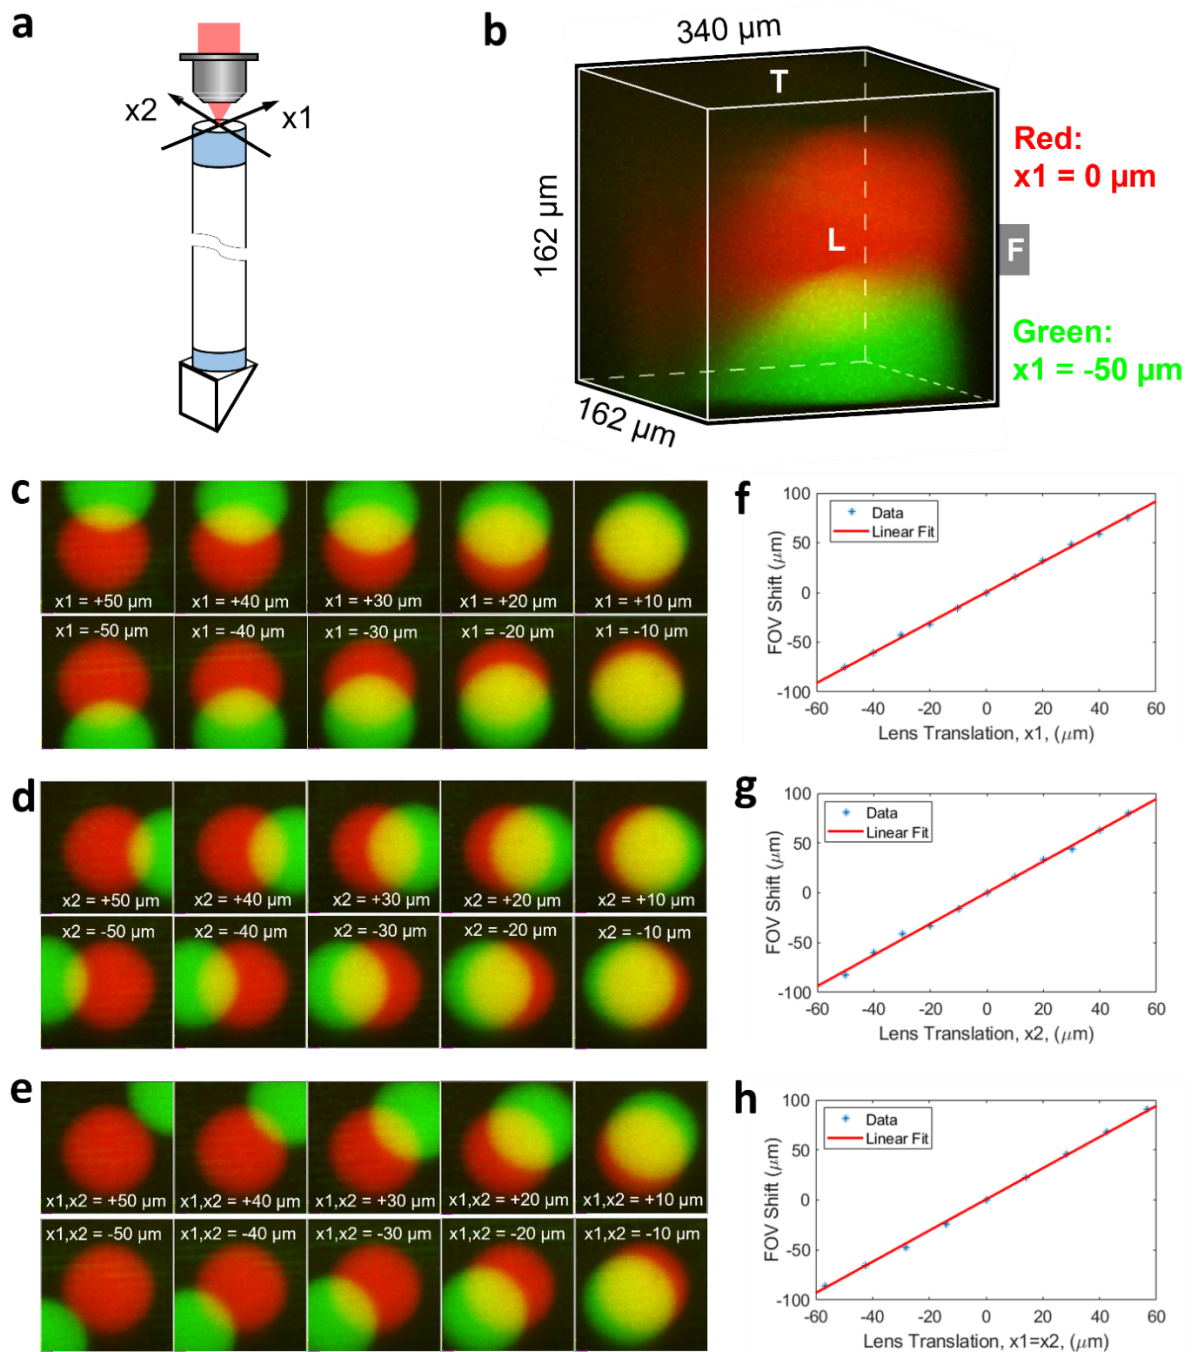 a
x2
x1
b
340 µm
T
162 µm
L
F
162 µm
Red:
x1 = 0 µm
Green:
x1 = -50 µm
c
x1 = +50 µm
x1 = +40 µm
x1 = +30 µm
x1 = +20 µm
x1 = +10 µm
x1 = -50 µm
x1 = -40 µm
x1 = -30 µm
x1 = -20 µm
x1 = -10 µm
f
100
50
0
-50
-100
-60
-40
-20
0
20
40
60
FOV Shift (µm)
Data
Linear Fit
Lens Translation, x1, (µm)
d
x2 = +50 µm
x2 = +40 µm
x2 = +30 µm
x2 = +20 µm
x2 = +10 µm
x2 = -50 µm
x2 = -40 µm
x2 = -30 µm
x2 = -20 µm
x2 = -10 µm
g
100
50
0
-50
-100
-60
-40
-20
0
20
40
60
FOV Shift (µm)
Data
Linear Fit
Lens Translation, x2, (µm)
e
x1,x2 = +50 µm
x1,x2 = +40 µm
x1,x2 = +30 µm
x1,x2 = +20 µm
x1,x2 = +10 µm
x1,x2 = -50 µm
x1,x2 = -40 µm
x1,x2 = -30 µm
x1,x2 = -20 µm
x1,x2 = -10 µm
h
100
50
0
-50
-100
-60
-40
-20
0
20
40
60
FOV Shift (µm)
Data
Linear Fit
Lens Translation, x1=x2, (µm)